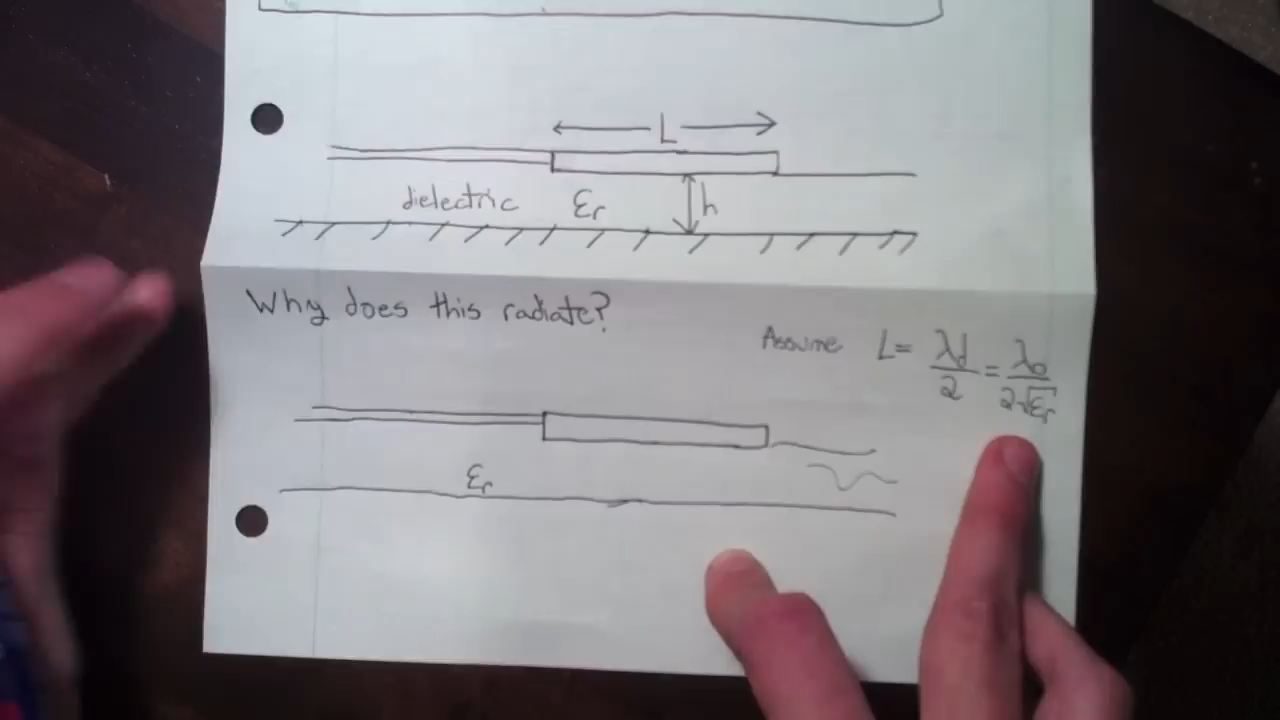 L
dielectric εr h
Why does this radiate?
Assume L = λd/2 = λ0/2√εr
εr